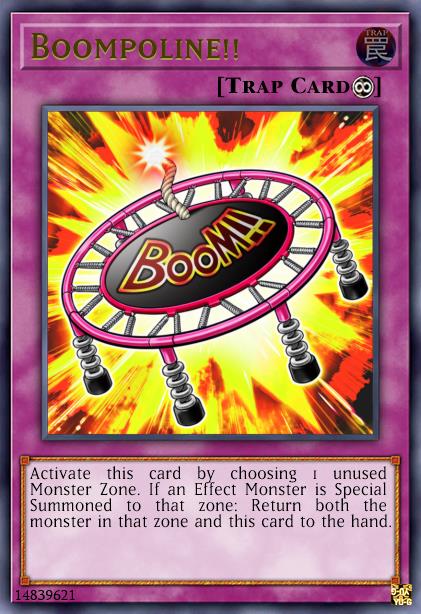 BOOMPOLINE!!
TRAP
罠
[TRAP CARD]
BOOM!!
Activate this card by choosing 1 unused
Monster Zone. If an Effect Monster is Special
Summoned to that zone: Return both the
monster in that zone and this card to the hand.
14839621